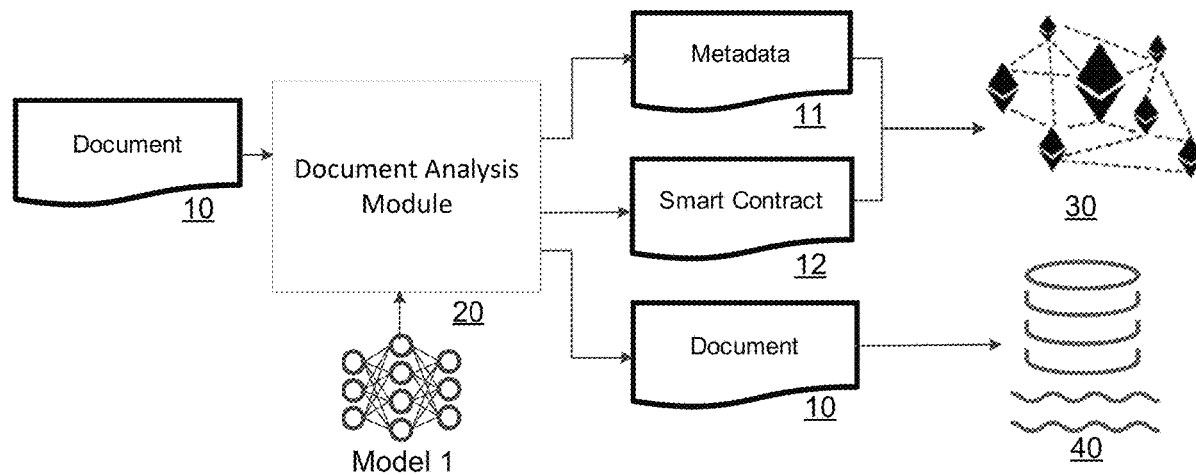 Document
10
Document Analysis
Module
20
Model 1
Metadata
11
Smart Contract
12
Document
10
30
40